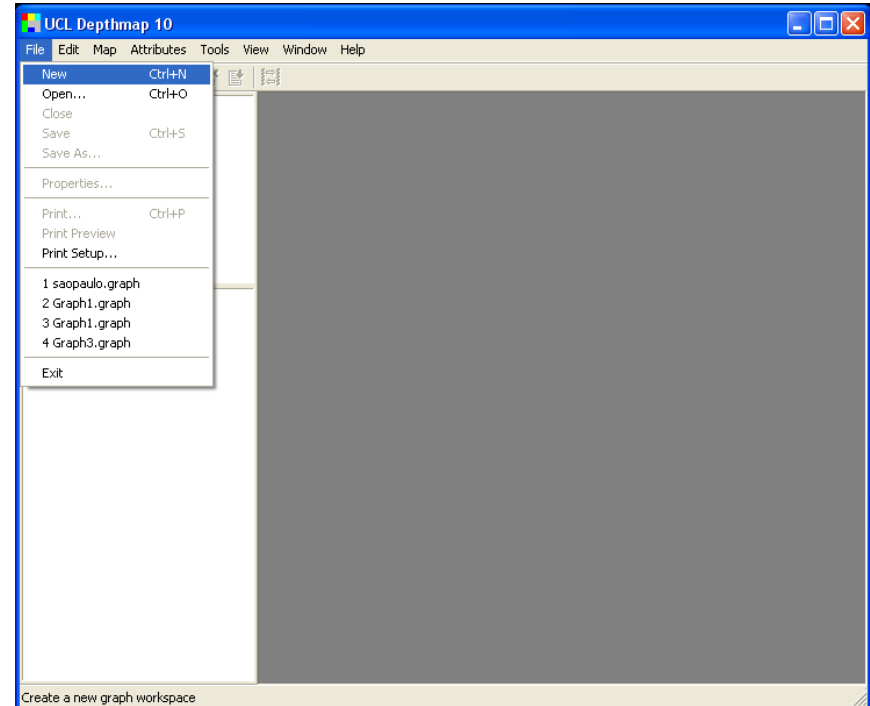 UCL Depthmap 10
File Edit Map Attributes Tools View Window Help
New Ctrl+N
Open... Ctrl+O
Close
Save Ctrl+S
Save As...
Properties...
Print... Ctrl+P
Print Preview
Print Setup...
1 saopaulo.graph
2 Graph1.graph
3 Graph1.graph
4 Graph3.graph
Exit
Create a new graph workspace